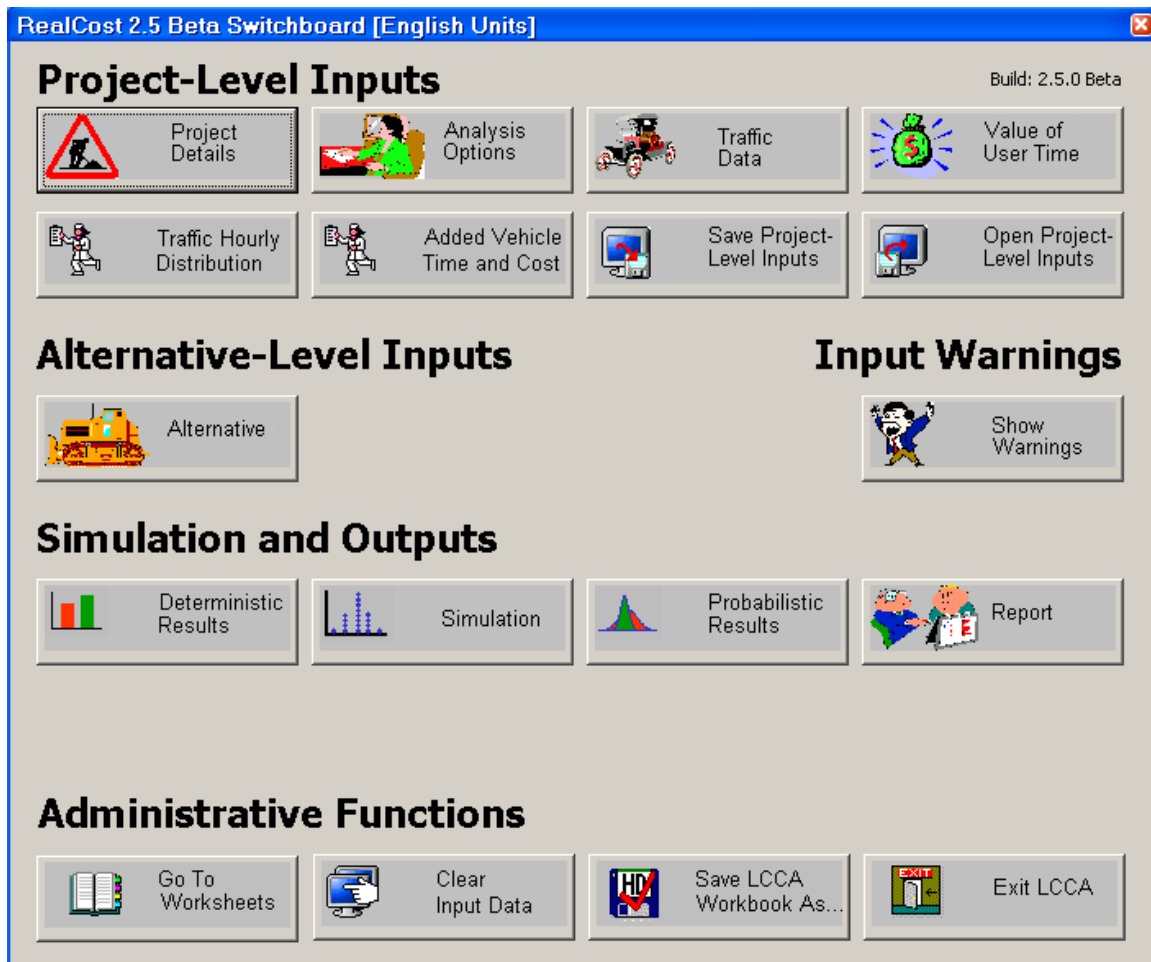 RealCost 2.5 Beta Switchboard [English Units]
Project-Level Inputs
Build: 2.5.0 Beta
Project
Details
Analysis
Options
Traffic
Data
Value of
User Time
Traffic Hourly
Distribution
Added Vehicle
Time and Cost
Save Project-
Level Inputs
Open Project-
Level Inputs
Alternative-Level Inputs
Input Warnings
Alternative
Show
Warnings
Simulation and Outputs
Deterministic
Results
Simulation
Probabilistic
Results
Report
Administrative Functions
Go To
Worksheets
Clear
Input Data
HD
Save LCCA
Workbook As...
EXIT
Exit LCCA